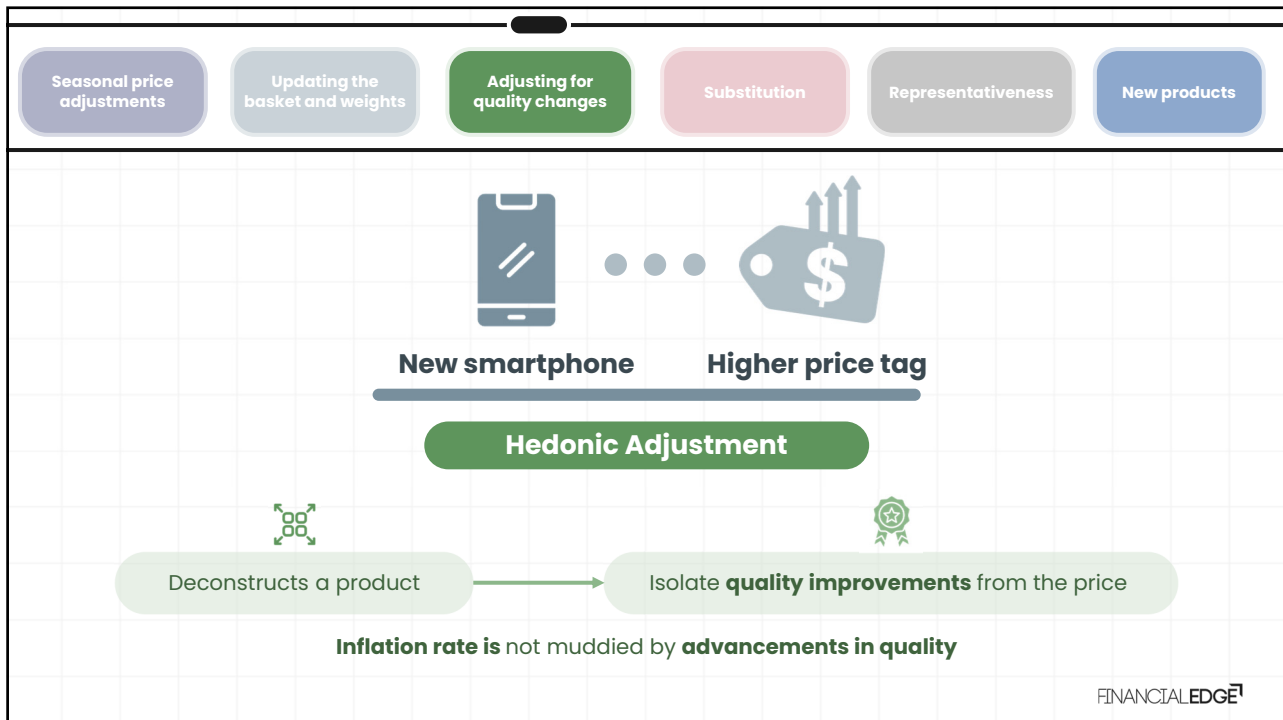 Seasonal price
adjustments
Updating the
basket and weights
Adjusting for
quality changes
Substitution
Representativeness
New products
$
New smartphone
Higher price tag
Hedonic Adjustment
Deconstructs a product
Isolate quality improvements from the price
Inflation rate is not muddied by advancements in quality
FINANCIALEDGE